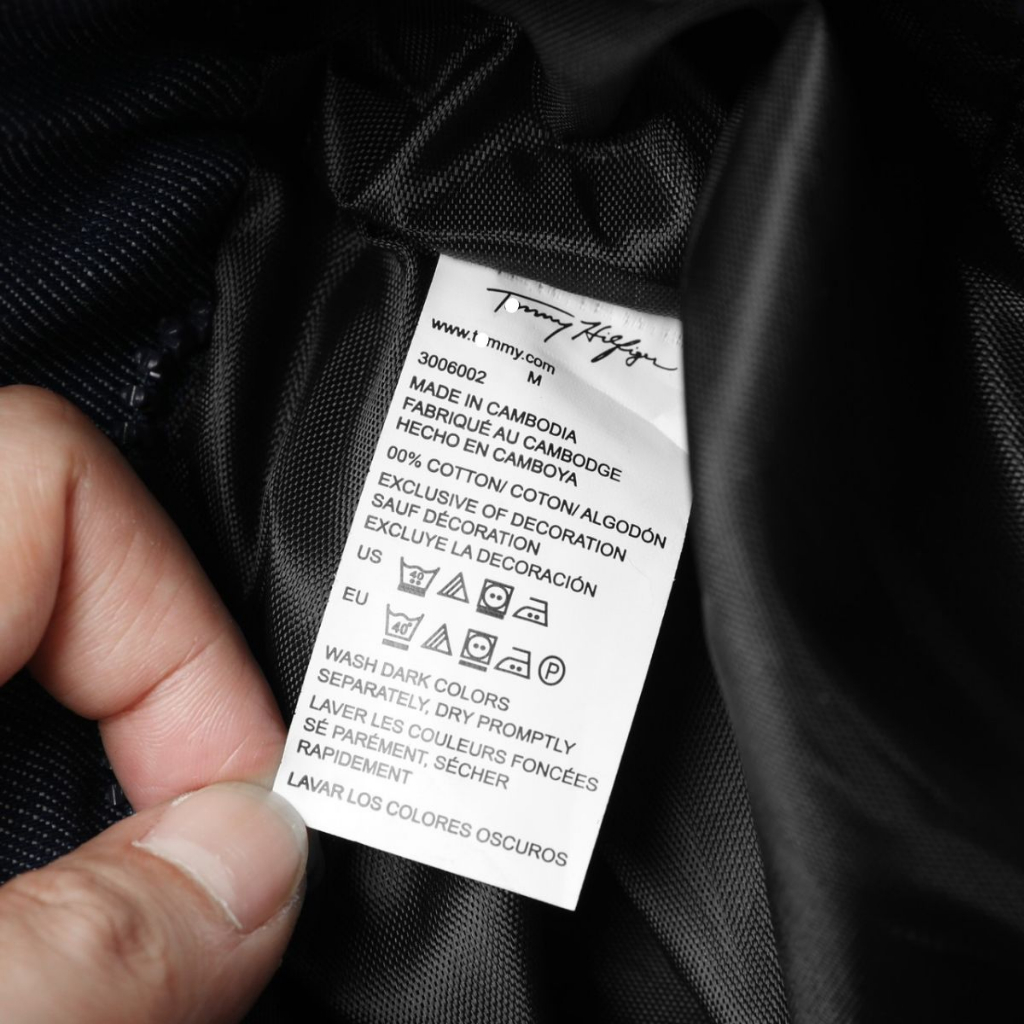 Tommy Hilfiger
www.tommy.com
3006002 M
MADE IN CAMBODIA
FABRIQUÉ AU CAMBODGE
HECHO EN CAMBOYA
00% COTTON/ COTON/ ALGODÓN
EXCLUSIVE OF DECORATION
SAUF DÉCORATION
EXCLUYE LA DECORACIÓN
US 40
EU 40° P
WASH DARK COLORS
SEPARATELY, DRY PROMPTLY
LAVER LES COULEURS FONCÉES
SÉ PARÉMENT, SÉCHER
RAPIDEMENT
LAVAR LOS COLORES OSCUROS